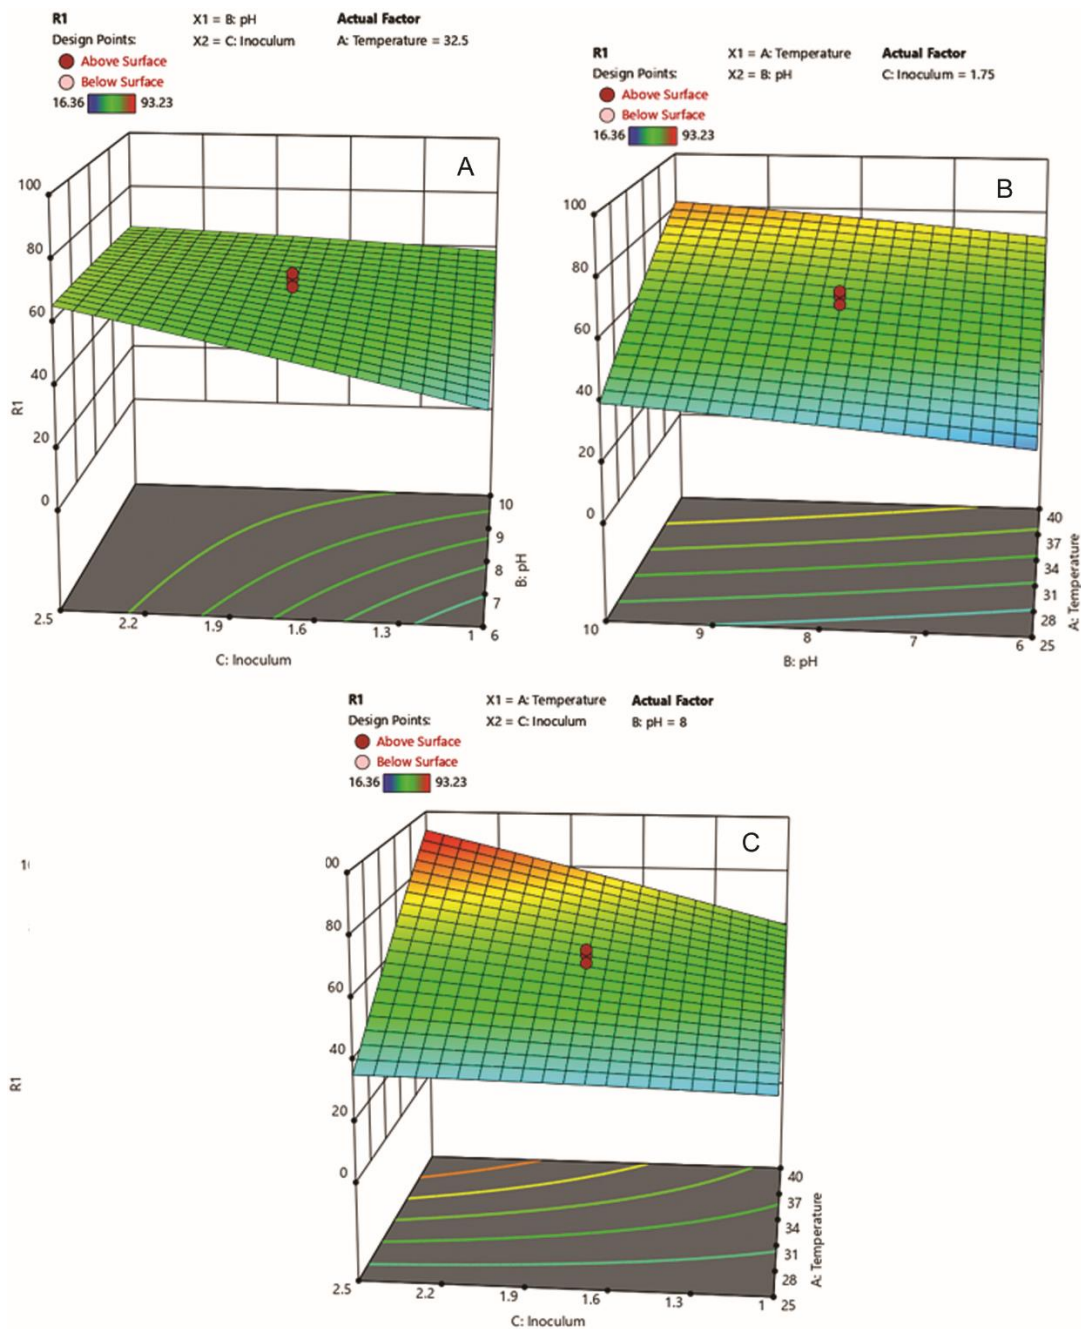 R1 X1 = B: pH Actual Factor
Design Points: X2 = C: Inoculum A: Temperature = 32.5
Above Surface
Below Surface
16.36 93.23
A
100
80
60
40
20
0
R1
10
9
8
7
6
B: pH
2.5 2.2 1.9 1.6 1.3 1
C: Inoculum
R1 X1 = A: Temperature Actual Factor
Design Points: X2 = B: pH C: Inoculum = 1.75
Above Surface
Below Surface
16.36 93.23
B
100
80
60
40
20
0
40
37
34
31
28
25
A: Temperature
10 9 8 7 6
B: pH
R1 X1 = A: Temperature Actual Factor
Design Points: X2 = C: Inoculum B: pH = 8
Above Surface
Below Surface
16.36 93.23
C
00
80
60
40
20
0
R1
40
37
34
31
28
25
A: Temperature
2.5 2.2 1.9 1.6 1.3 1
C: Inoculum